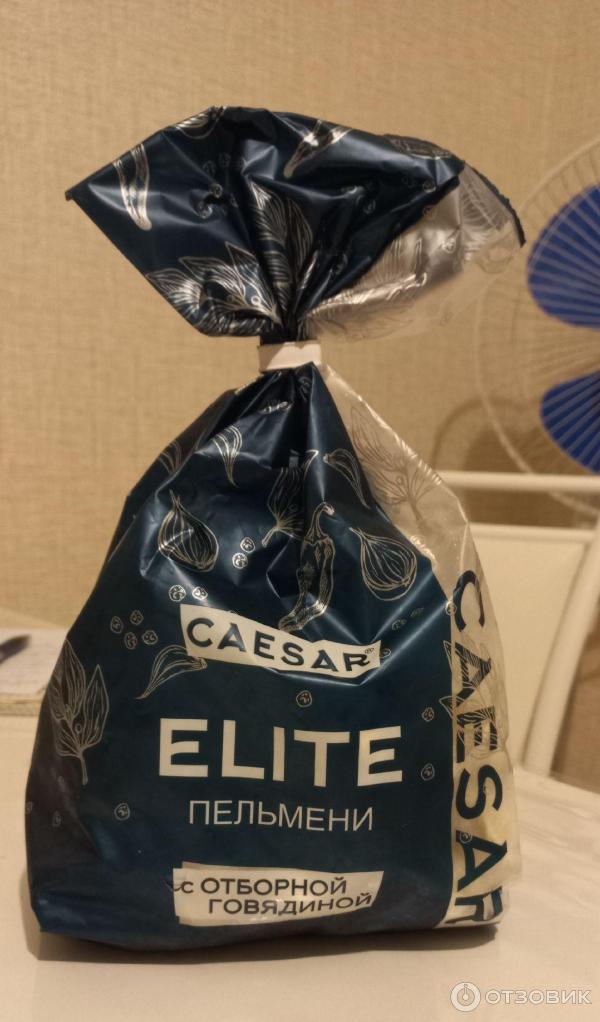 CAESAR®
ELITE
ПЕЛЬМЕНИ
с ОТБОРНОЙ
ГОВЯДИНОЙ
CAESAR
ОТЗОВИК